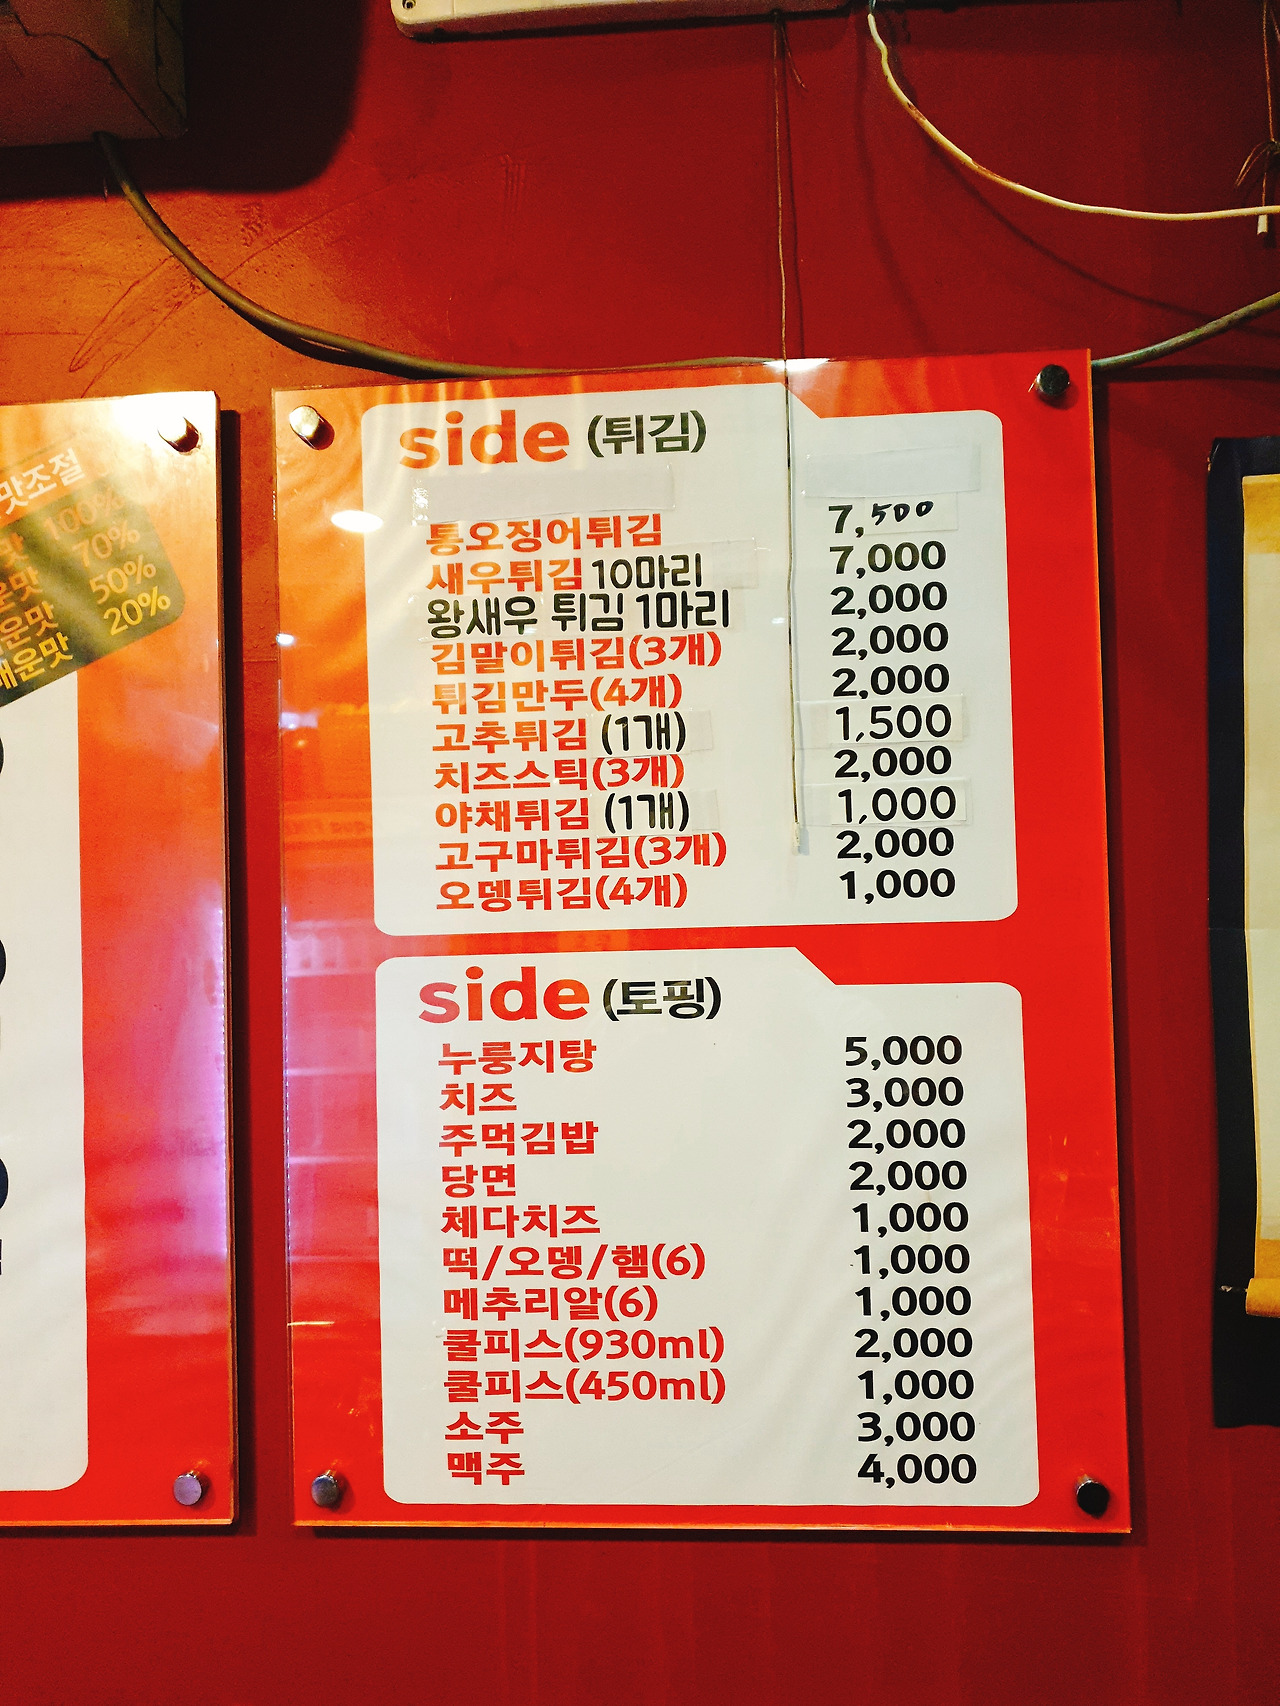 맛조절
100%
70%
운맛 50%
운맛 20%
매운맛
side (튀김)
통오징어튀김 7,500
새우튀김 10마리 7,000
왕새우 튀김 1마리 2,000
김말이튀김(3개) 2,000
튀김만두(4개) 2,000
고추튀김 (1개) 1,500
치즈스틱(3개) 2,000
야채튀김 (1개) 1,000
고구마튀김(3개) 2,000
오뎅튀김(4개) 1,000
side (토핑)
누룽지탕 5,000
치즈 3,000
주먹김밥 2,000
당면 2,000
체다치즈 1,000
떡/오뎅/햄(6) 1,000
메추리알(6) 1,000
쿨피스(930ml) 2,000
쿨피스(450ml) 1,000
소주 3,000
맥주 4,000